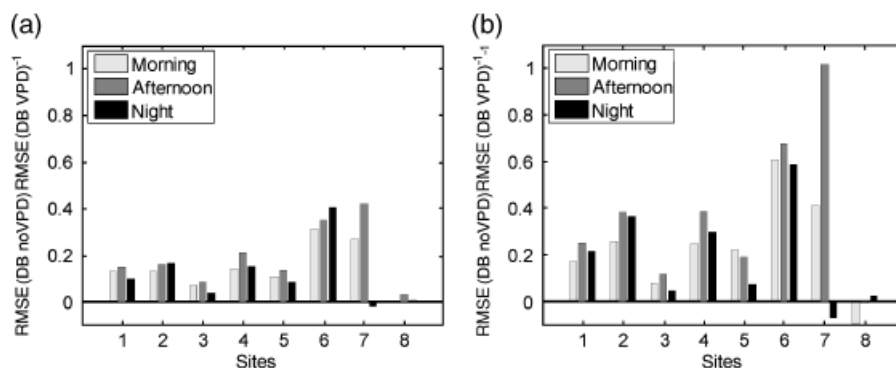 (a)
RMSE (DB noVPD) RMSE (DB VPD)⁻¹
1
0.8
0.6
0.4
0.2
0
Morning
Afternoon
Night
1 2 3 4 5 6 7 8
Sites
(b)
RMSE (DB noVPD)RMSE (DB VPD)⁻¹⁻¹
1
0.8
0.6
0.4
0.2
0
Morning
Afternoon
Night
1 2 3 4 5 6 7 8
Sites